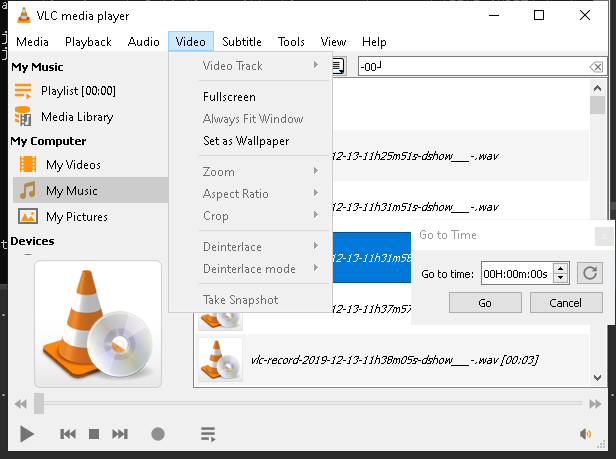 VLC media player
Media Playback Audio Video Subtitle Tools View Help
My Music
Playlist [00:00]
Media Library
My Computer
My Videos
My Music
My Pictures
Devices
Video Track
Fullscreen
Always Fit Window
Set as Wallpaper
Zoom
Aspect Ratio
Crop
Deinterlace
Deinterlace mode
Take Snapshot
-00┘
-12-13-11h25m51s-dshow___-.wav
-12-13-11h31m51s-dshow___-.wav
-12-13-11h31m58
-12-13-11h37m57
vlc-record-2019-12-13-11h38m05s-dshow___-.wav [00:03]
Go to Time
Go to time: 00H:00m:00s
Go Cancel